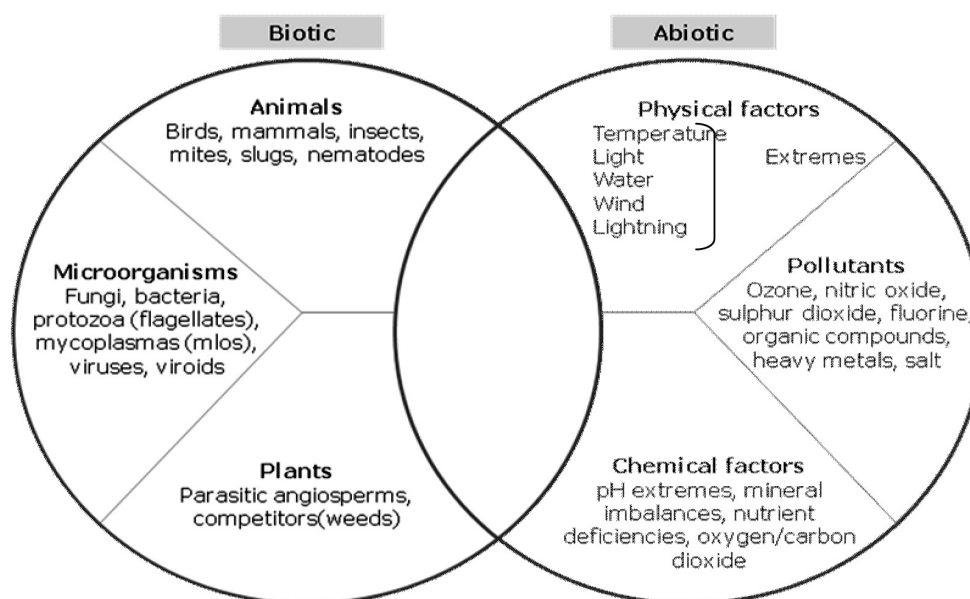 Biotic
Abiotic
Animals
Birds, mammals, insects,
mites, slugs, nematodes
Microorganisms
Fungi, bacteria,
protozoa (flagellates),
mycoplasmas (mlos),
viruses, viroids
Plants
Parasitic angiosperms,
competitors(weeds)
Physical factors
Temperature
Light
Water
Wind
Lightning
Extremes
Pollutants
Ozone, nitric oxide,
sulphur dioxide, fluorine,
organic compounds,
heavy metals, salt
Chemical factors
pH extremes, mineral
imbalances, nutrient
deficiencies, oxygen/carbon
dioxide